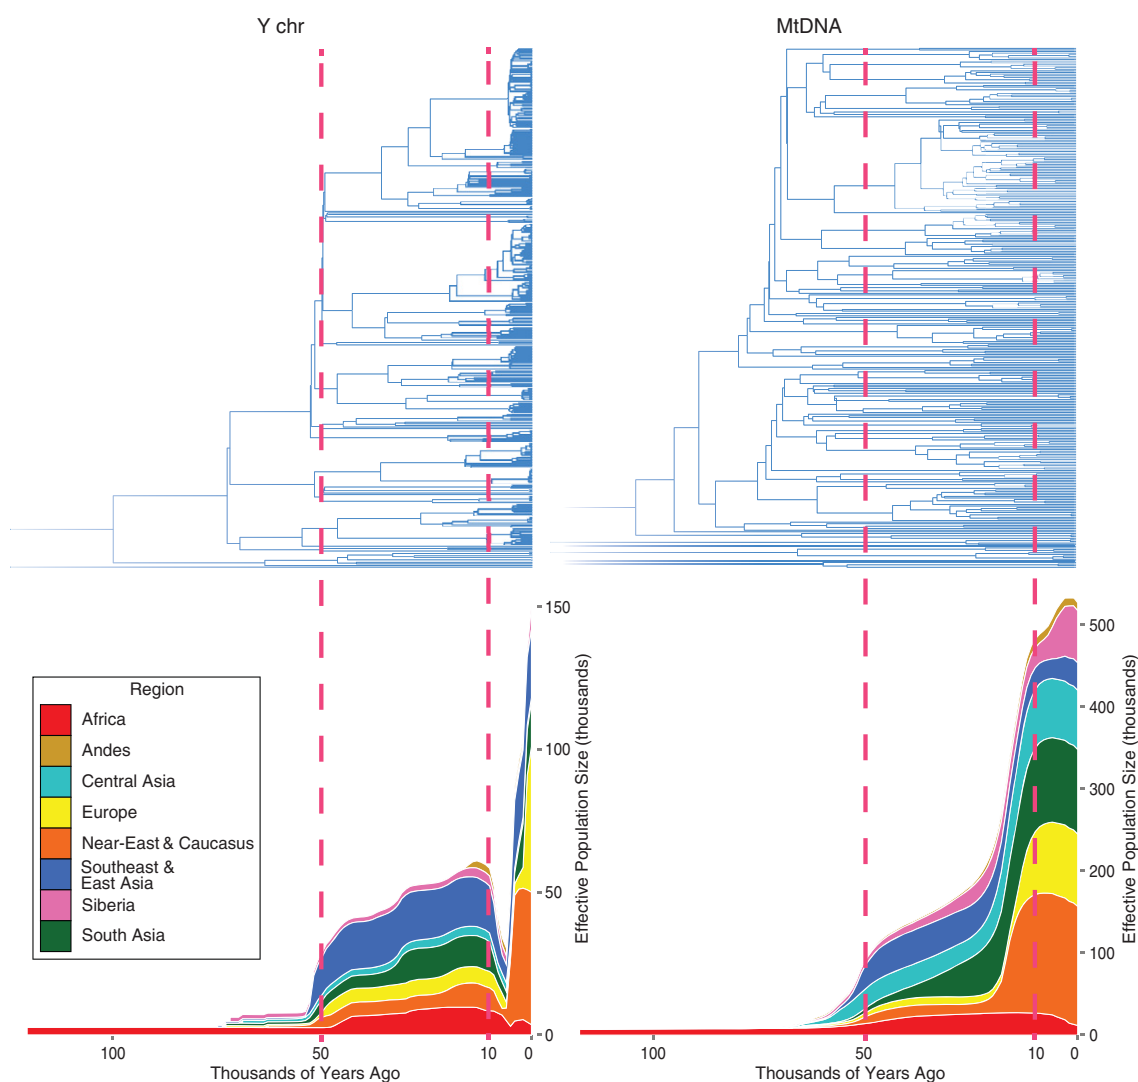 Y chr
MtDNA
150
100
50
0
Effective Population Size (thousands)
500
400
300
200
100
0
Effective Population Size (thousands)
Region
Africa
Andes
Central Asia
Europe
Near-East & Caucasus
Southeast &
East Asia
Siberia
South Asia
100
50
10
0
Thousands of Years Ago
100
50
10
0
Thousands of Years Ago